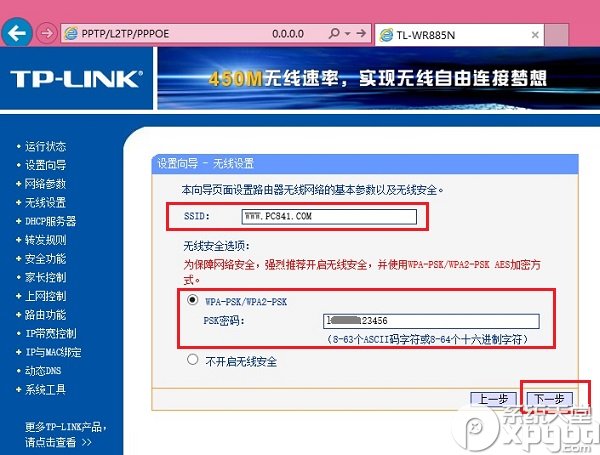 PPTP/L2TP/PPPOE 0.0.0.0
TL-WR885N
TP-LINK®
450M无线速率，实现无线自由连接梦想
运行状态
设置向导
网络参数
无线设置
DHCP服务器
转发规则
安全功能
家长控制
上网控制
路由功能
IP带宽控制
IP与MAC绑定
动态DNS
系统工具
更多TP-LINK产品，
请点击查看 >>
设置向导 - 无线设置
本向导页面设置路由器无线网络的基本参数以及无线安全。
SSID: WWW.PC841.COM
无线安全选项:
为保障网络安全，强烈推荐开启无线安全，并使用WPA-PSK/WPA2-PSK AES加密方
式。
WPA-PSK/WPA2-PSK
PSK密码: 23456
（8-63个ASCII码字符或8-64个十六进制字符）
不开启无线安全
上一步 下一步
系统天堂